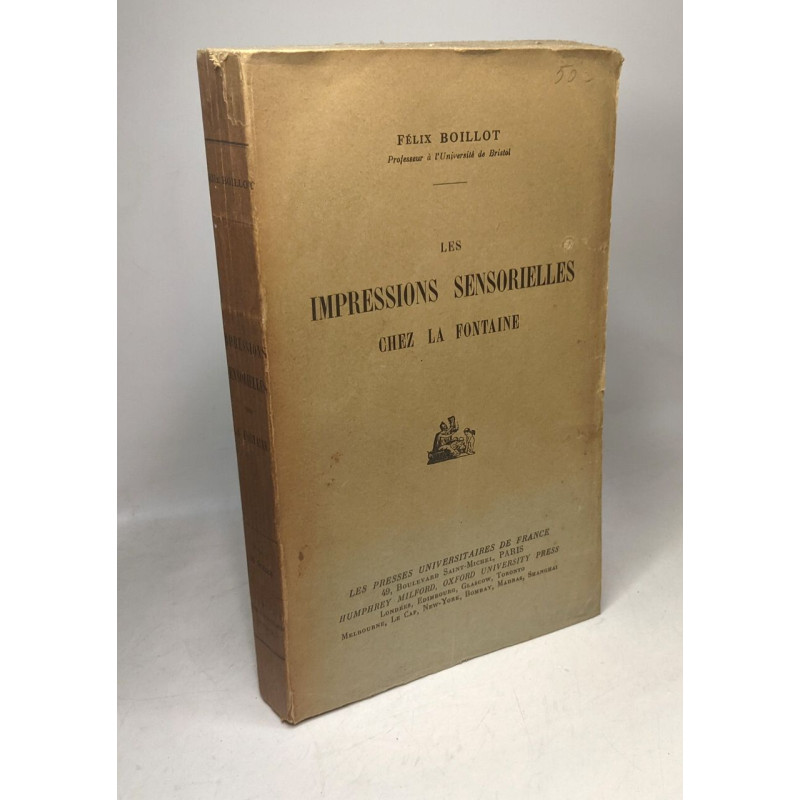 50
FÉLIX BOILLOT
Professeur à l'Université de Bristol
LES
IMPRESSIONS SENSORIELLES
CHEZ LA FONTAINE
LES PRESSES UNIVERSITAIRES DE FRANCE
49, BOULEVARD SAINT-MICHEL, PARIS
HUMPHREY MILFORD, OXFORD UNIVERSITY PRESS
LONDRES, EDIMBOURG, GLASGOW, TORONTO
MELBOURNE, LE CAP, NEW-YORK, BOMBAY, MADRAS, SHANGHAI
BOILLOT